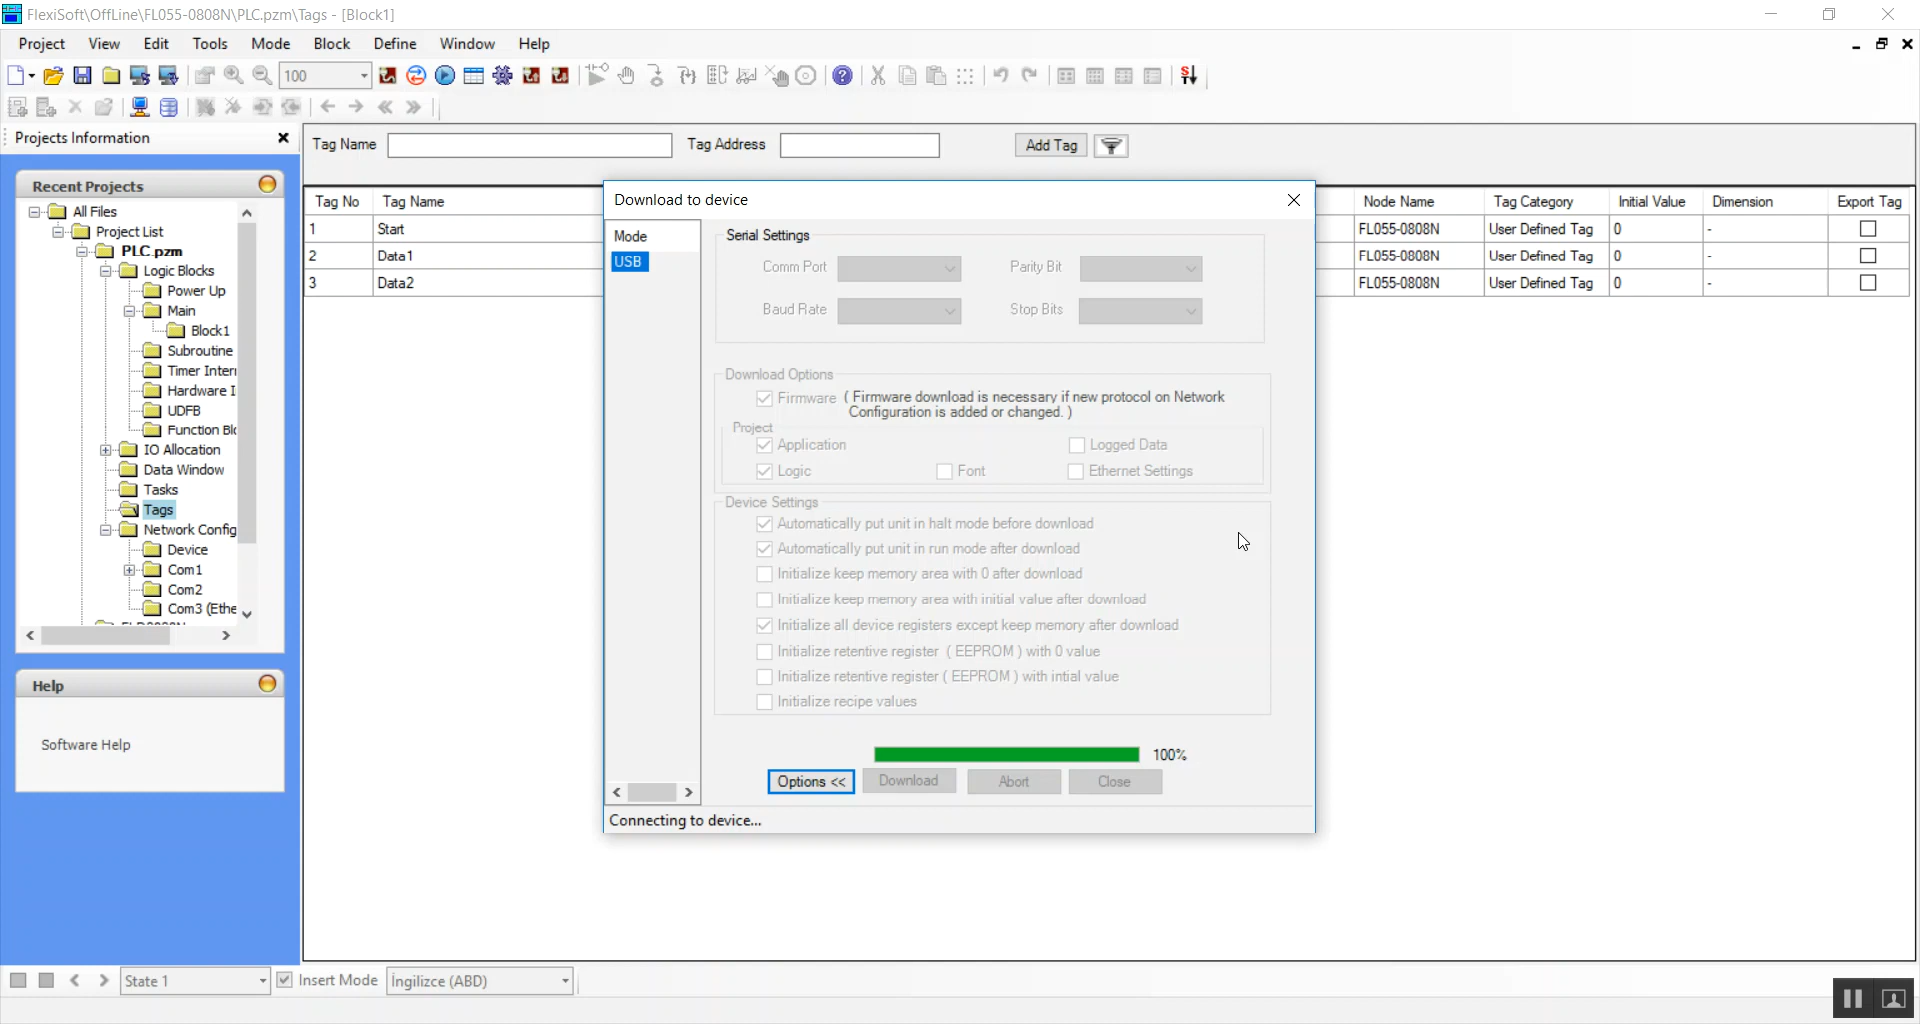 FlexiSoft\OffLine\FL055-0808N\PLC.pzm\Tags - [Block1]
Project View Edit Tools Mode Block Define Window Help
100
Projects Information
Tag Name Tag Address Add Tag
Recent Projects
All Files
Project List
PLC.pzm
Logic Blocks
Power Up
Main
Block1
Subroutine
Timer Inter
Hardware I
UDFB
Function Blo
IO Allocation
Data Window
Tasks
Tags
Network Config
Device
Com1
Com2
Com3 (Ethe
Help
Software Help
Tag No Tag Name Node Name Tag Category Initial Value Dimension Export Tag
1 Start FL055-0808N User Defined Tag 0 -
2 Data1 FL055-0808N User Defined Tag 0 -
3 Data2 FL055-0808N User Defined Tag 0 -
Download to device
Mode
USB
Serial Settings
Comm Port Parity Bit
Baud Rate Stop Bits
Download Options
Firmware ( Firmware download is necessary if new protocol on Network
Configuration is added or changed. )
Project
Application Logged Data
Logic Font Ethernet Settings
Device Settings
Automatically put unit in halt mode before download
Automatically put unit in run mode after download
Initialize keep memory area with 0 after download
Initialize keep memory area with initial value after download
Initialize all device registers except keep memory after download
Initialize retentive register ( EEPROM ) with 0 value
Initialize retentive register ( EEPROM ) with intial value
Initialize recipe values
100%
Options << Download Abort Close
Connecting to device...
State 1 Insert Mode İngilizce (ABD)